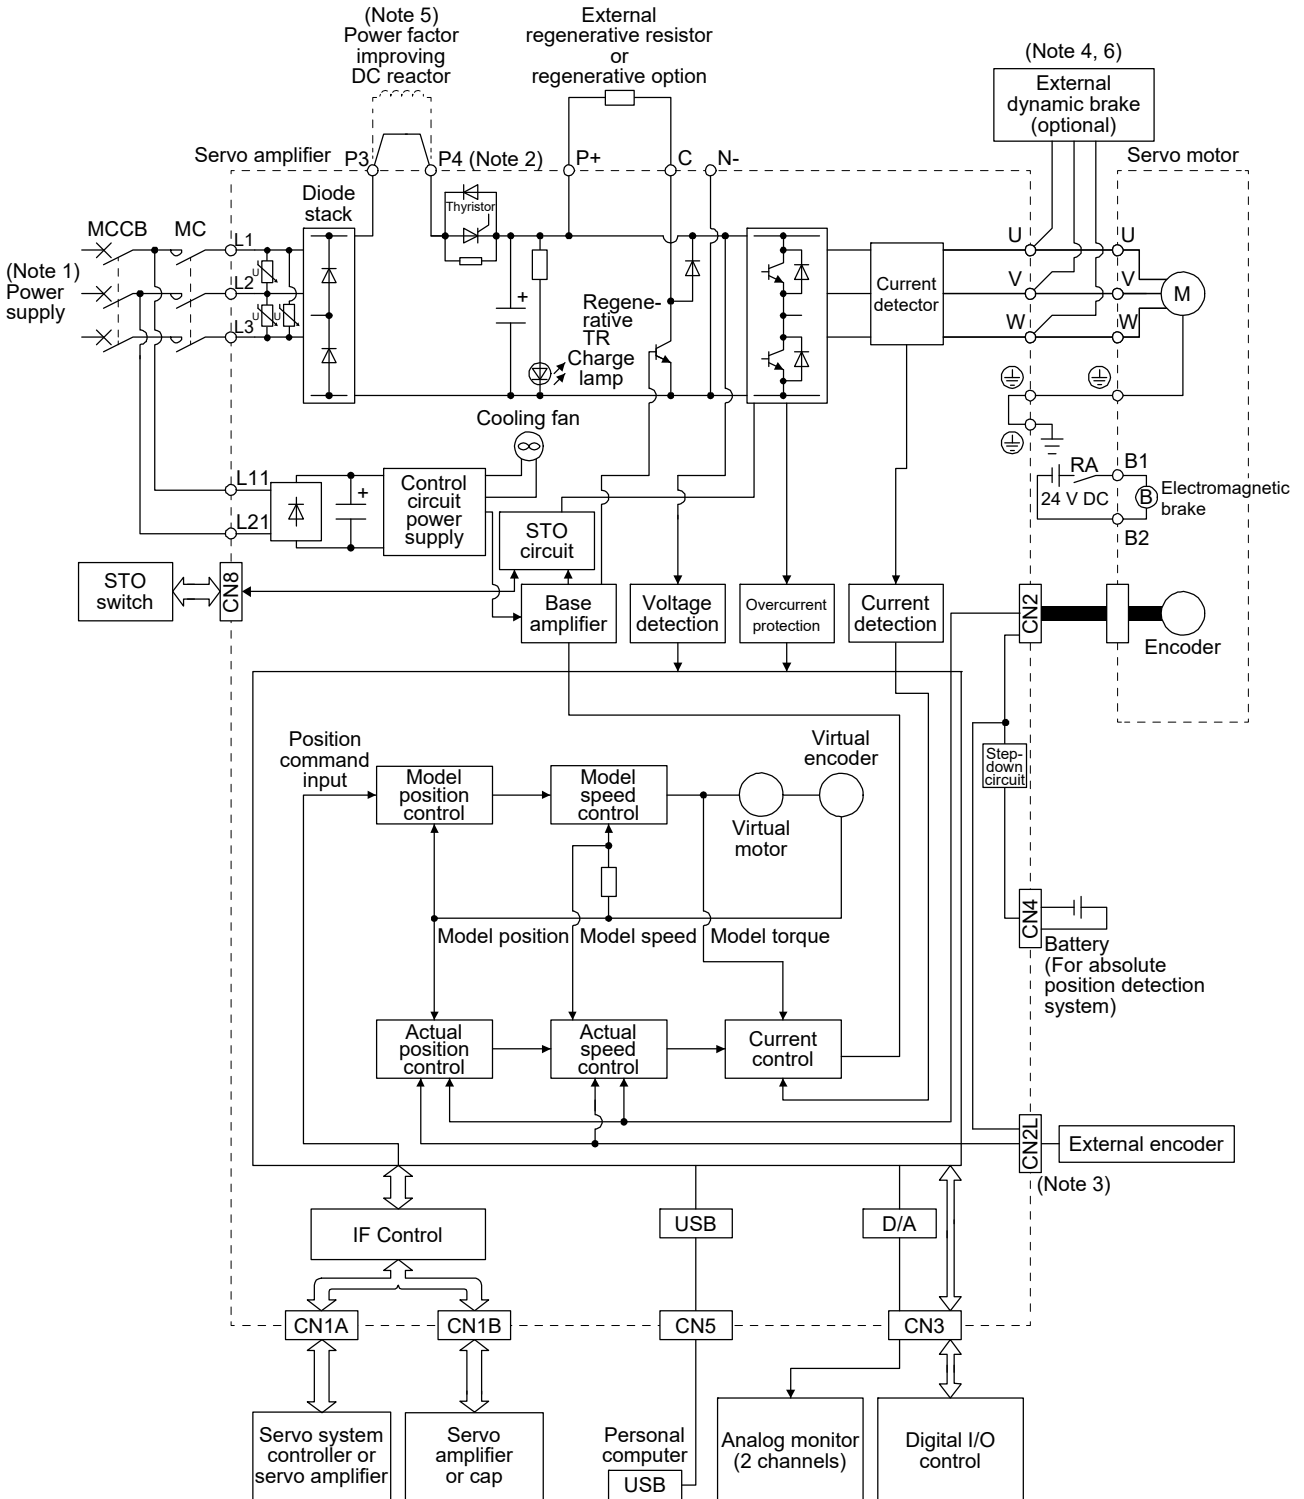 (Note 5)
Power factor
improving
DC reactor
External
regenerative resistor
or
regenerative option
(Note 4, 6)
External
dynamic brake
(optional)
Servo amplifier
P3
P4 (Note 2)
P+
C
N-
Servo motor
Diode
stack
Thyristor
MCCB
MC
L1
U
U
(Note 1)
Power
supply
L2
U
V
V
M
Current
detector
+
Regene-
rative
TR
L3
U
U
W
W
Charge
lamp
Cooling fan
L11
+
Control
circuit
power
supply
L21
RA
B1
24 V DC
B
Electromagnetic
brake
B2
STO
circuit
STO
switch
CN8
Base
amplifier
Voltage
detection
Overcurrent
protection
Current
detection
CN2
Encoder
Position
command
input
Virtual
encoder
Step-
down
circuit
Model
position
control
Model
speed
control
Virtual
motor
Model position
Model speed
Model torque
CN4
Battery
(For absolute
position detection
system)
Actual
position
control
Actual
speed
control
Current
control
CN2L
External encoder
(Note 3)
IF Control
USB
D/A
CN1A
CN1B
CN5
CN3
Servo system
controller or
servo amplifier
Servo
amplifier
or cap
Personal
computer
USB
Analog monitor
(2 channels)
Digital I/O
control